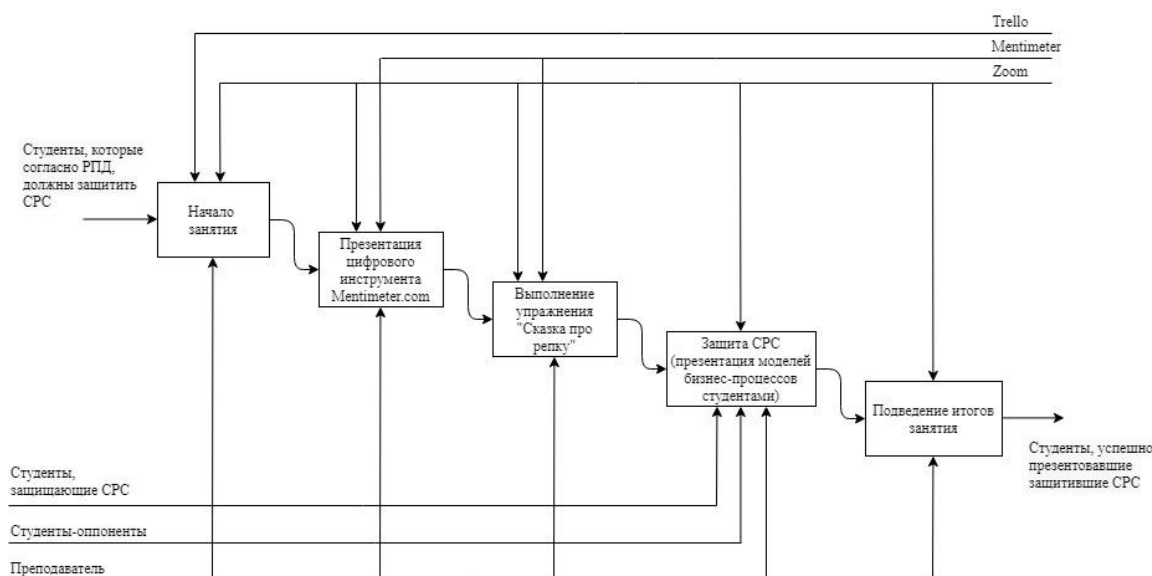 Trello
Mentimeter
Zoom
Студенты, которые
согласно РПД,
должны защитить
СРС
Начало
занятия
Презентация
цифрового
инструмента
Mentimeter.com
Выполнение
упражнения
"Сказка про
репку"
Защита СРС
(презентация моделей
бизнес-процессов
студентами)
Подведение итогов
занятия
Студенты, успешно
презентовавшие
защитившие СРС
Студенты,
защищающие СРС
Студенты-оппоненты
Преподаватель